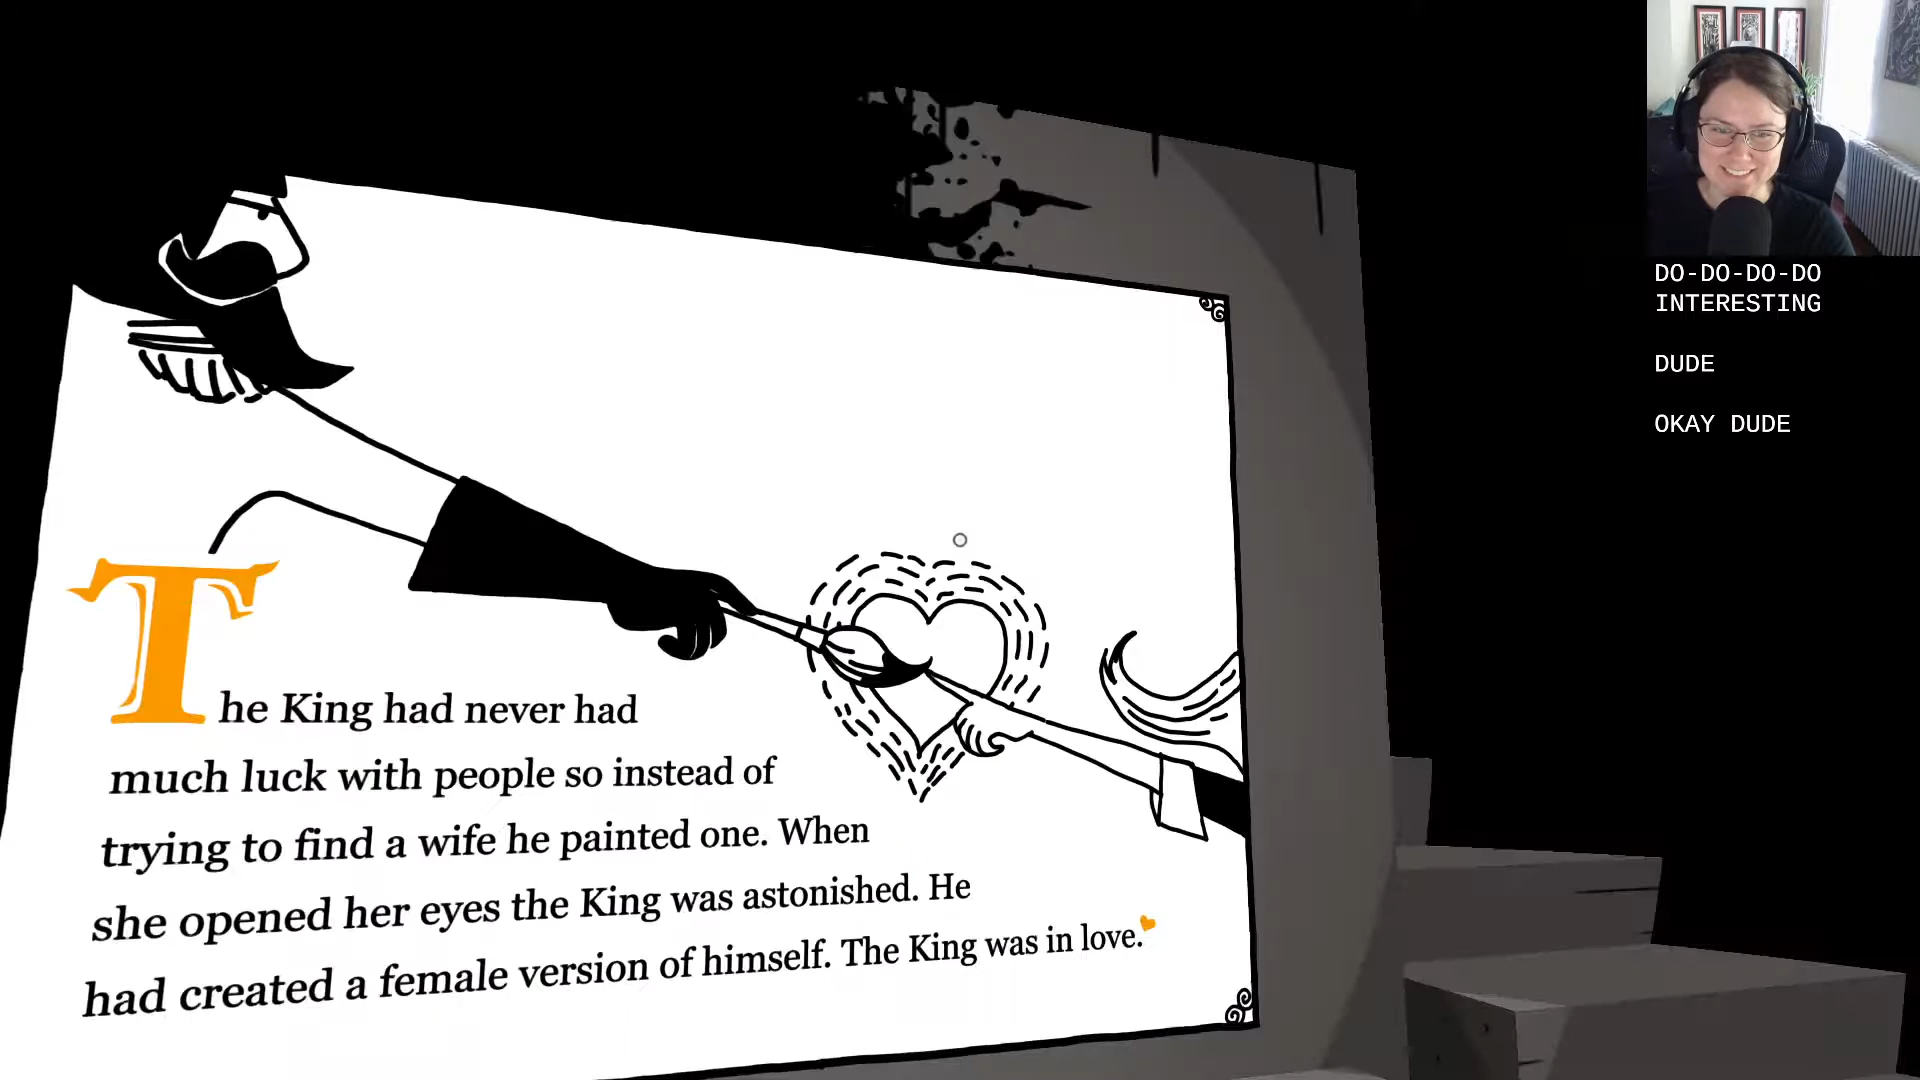 The King had never had
much luck with people so instead of
trying to find a wife he painted one. When
she opened her eyes the King was astonished. He
had created a female version of himself. The King was in love.
DO-DO-DO-DO
INTERESTING
DUDE
OKAY DUDE